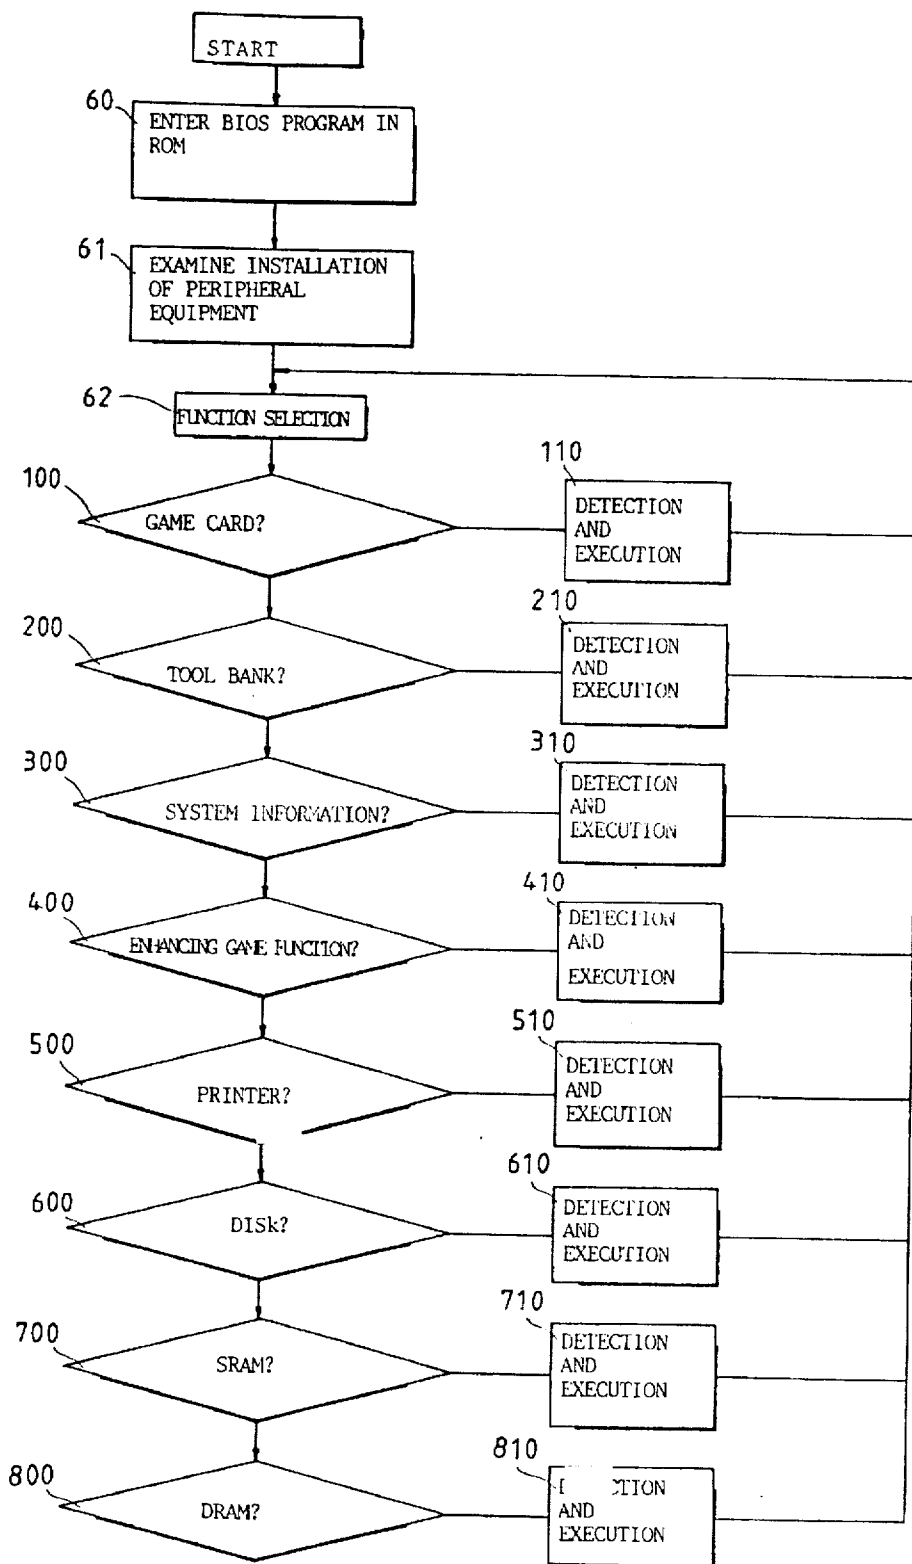 START
60
ENTER BIOS PROGRAM IN
ROM
61
EXAMINE INSTALLATION
OF PERIPHERAL
EQUIPMENT
62
FUNCTION SELECTION
100
GAME CARD?
110
DETECTION
AND
EXECUTION
200
TOOL BANK?
210
DETECTION
AND
EXECUTION
300
SYSTEM INFORMATION?
310
DETECTION
AND
EXECUTION
400
ENHANCING GAME FUNCTION?
410
DETECTION
AND
EXECUTION
500
PRINTER?
510
DETECTION
AND
EXECUTION
600
DISk?
610
DETECTION
AND
EXECUTION
700
SRAM?
710
DETECTION
AND
EXECUTION
800
DRAM?
810
AND
EXECUTION